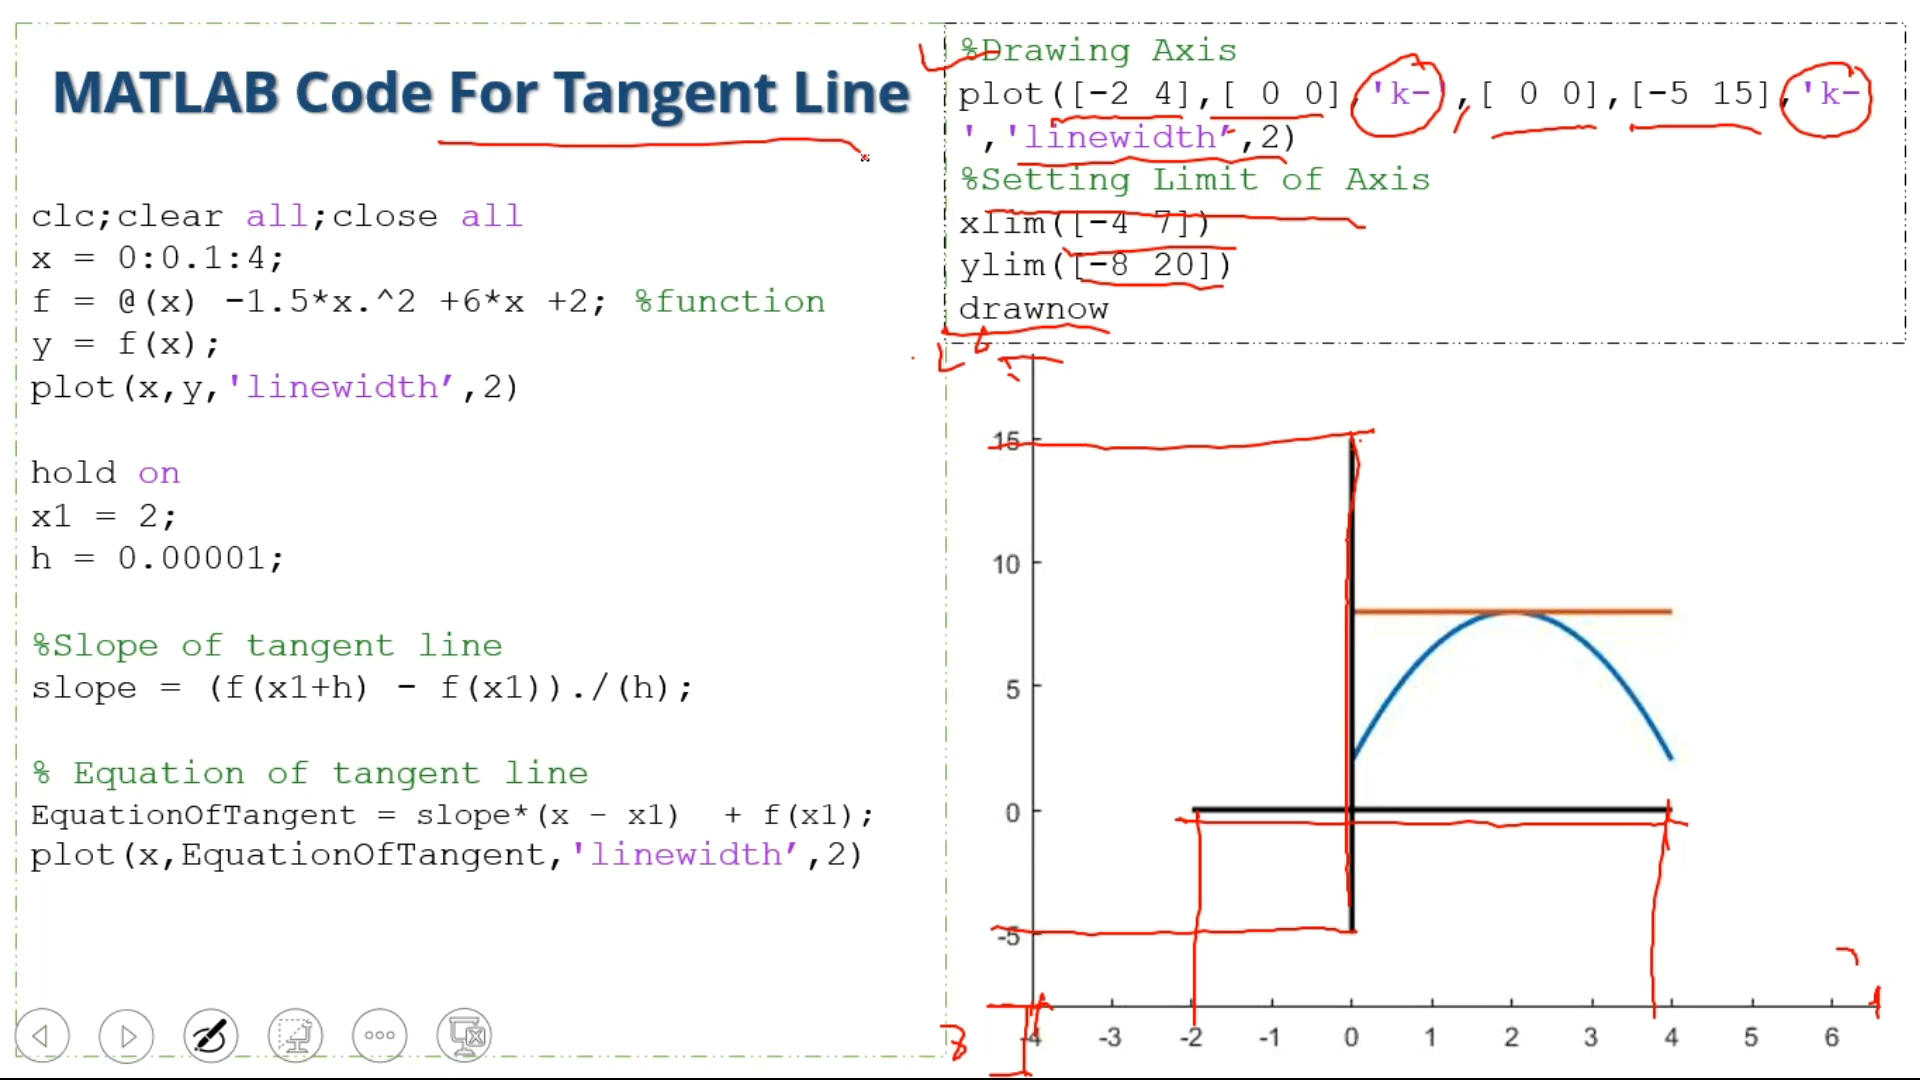 MATLAB Code For Tangent Line
clc;clear all;close all
x = 0:0.1:4;
f = @(x) -1.5*x.^2 +6*x +2; %function
y = f(x);
plot(x,y,'linewidth’,2)
hold on
x1 = 2;
h = 0.00001;
%Slope of tangent line
slope = (f(x1+h) - f(x1))./(h);
% Equation of tangent line
EquationOfTangent = slope*(x - x1) + f(x1);
plot(x,EquationOfTangent,'linewidth’,2)
%Drawing Axis
plot([-2 4],[ 0 0],'k-',[ 0 0],[-5 15],'k-
','linewidth’,2)
%Setting Limit of Axis
xlim([-4 7])
ylim([-8 20])
drawnow
15
10
5
0
-5
-4 -3 -2 -1 0 1 2 3 4 5 6